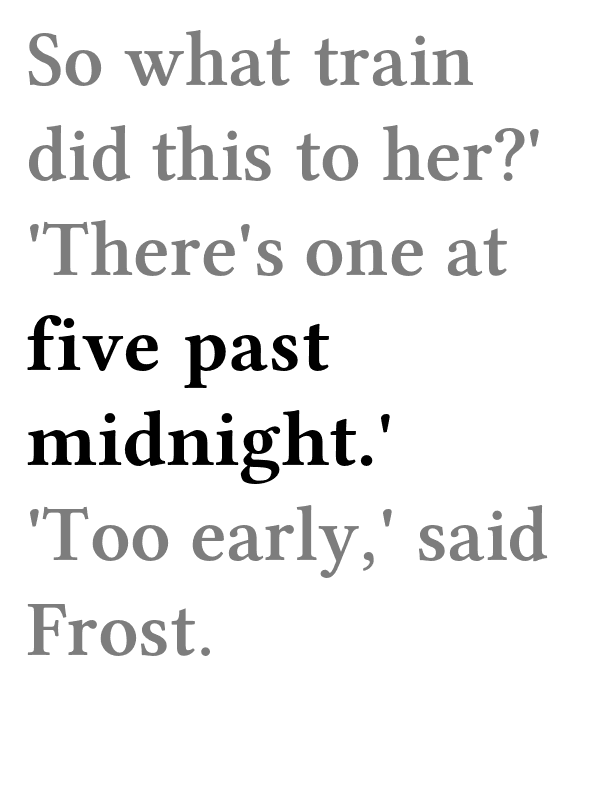 So what train
did this to her?'
'There's one at
five past
midnight.'
'Too early,' said
Frost.